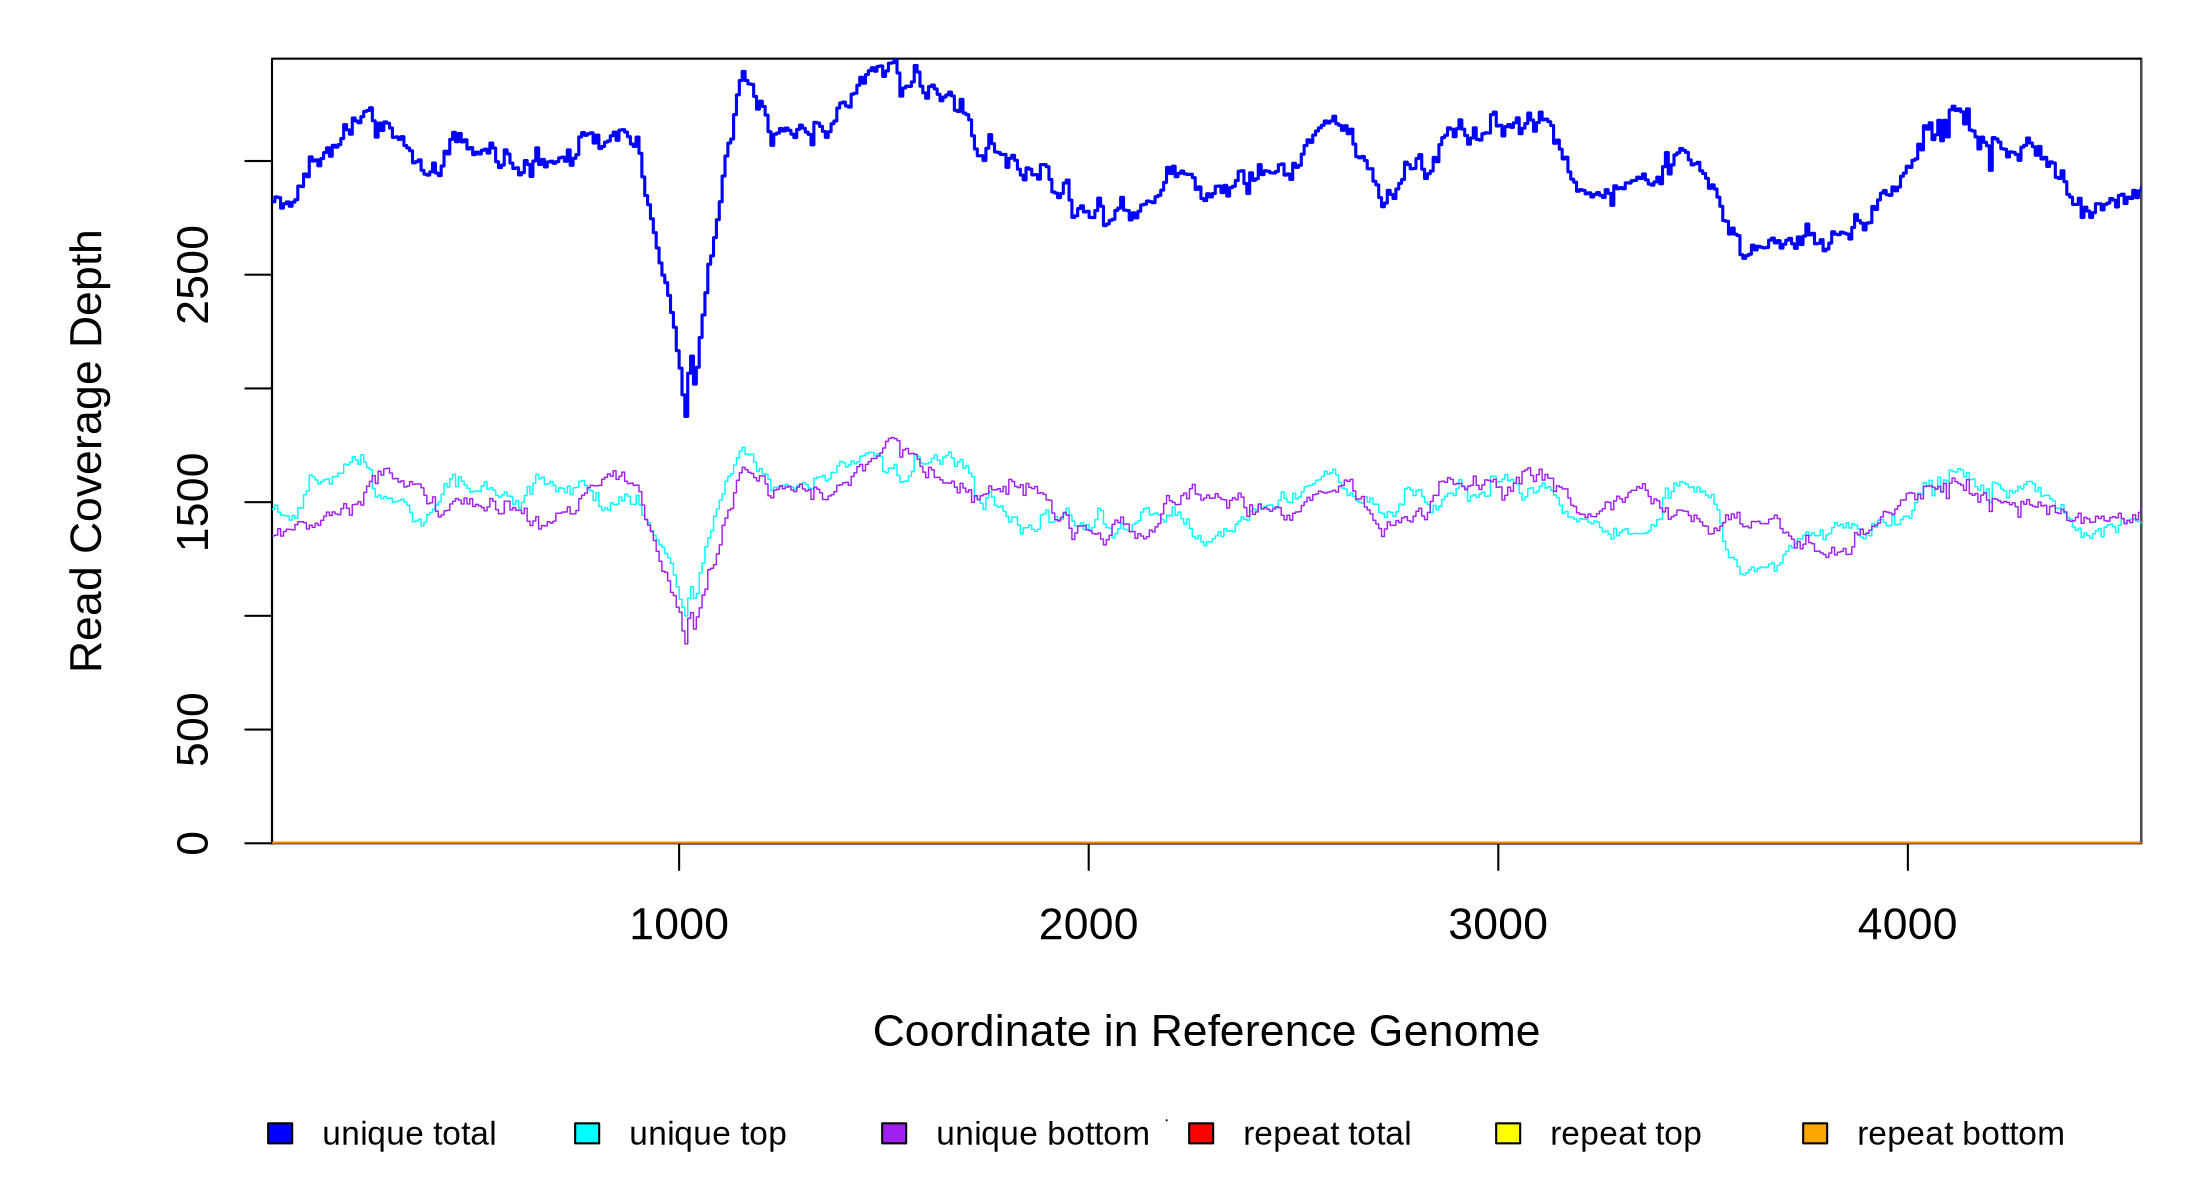 Read Coverage Depth
2500
1500
500
0
1000 2000 3000 4000
Coordinate in Reference Genome
unique total unique top unique bottom repeat total repeat top repeat bottom